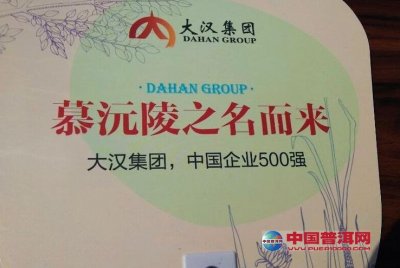 大汉集团
DAHAN GROUP
·DAHAN GROUP·
慕沅陵之名而来
大汉集团，中国企业500强
中国普洱网